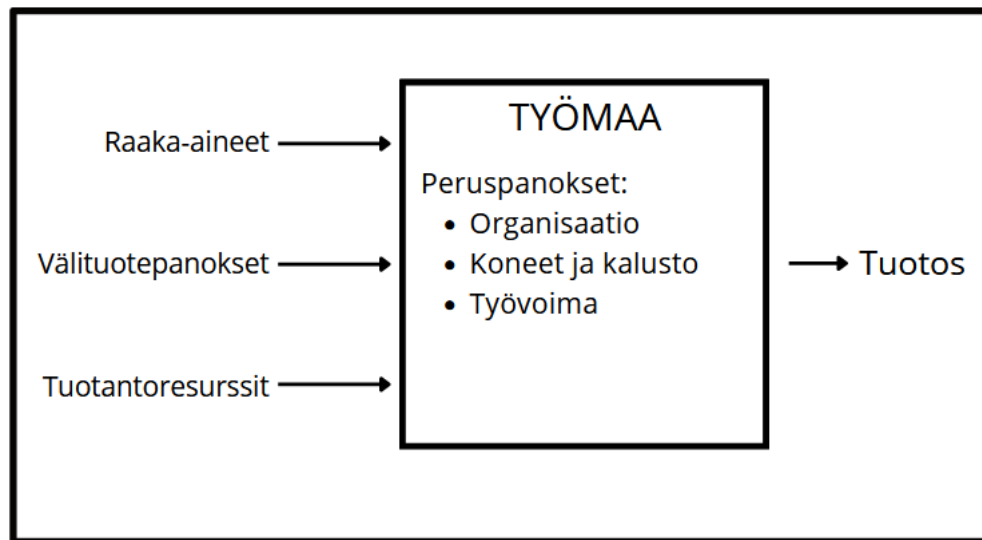 Raaka-aineet
Välituotepanokset
Tuotantoresurssit
TYÖMAA
Peruspanokset:
• Organisaatio
• Koneet ja kalusto
• Työvoima
Tuotos